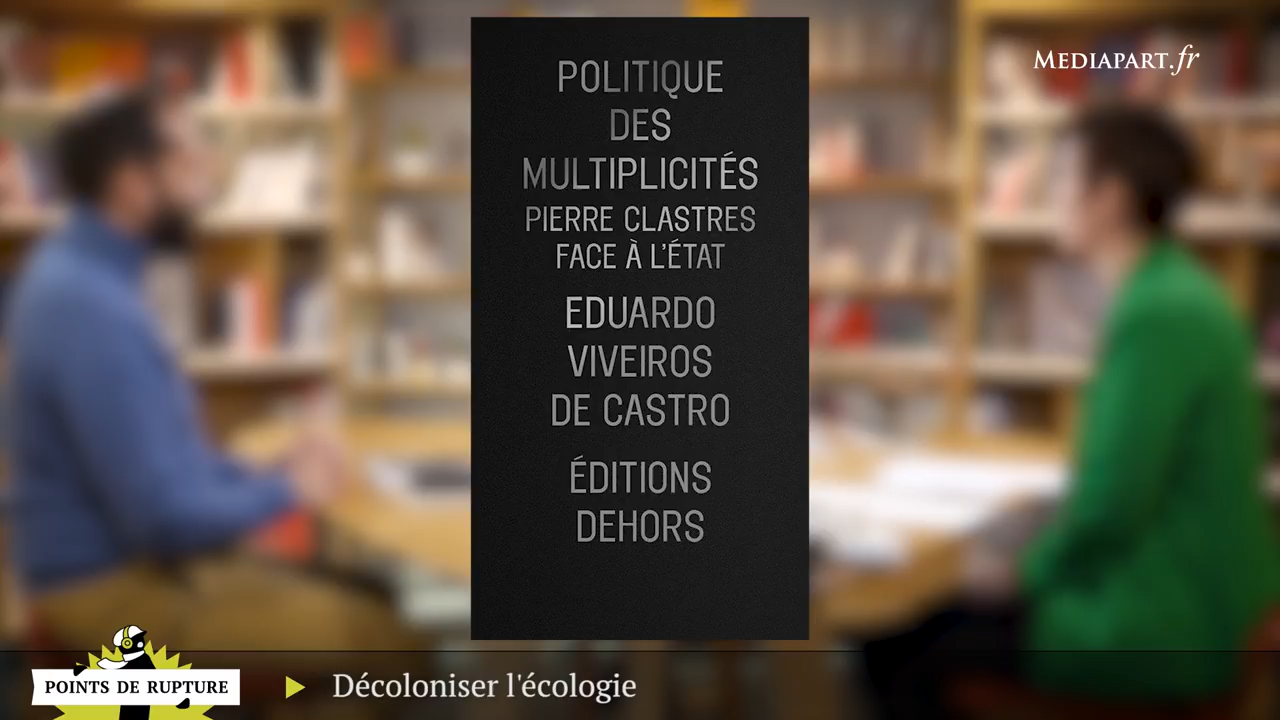 MEDIAPART.fr
POLITIQUE
DES
MULTIPLICITÉS
PIERRE CLASTRES
FACE À L'ÉTAT
EDUARDO
VIVEIROS
DE CASTRO
ÉDITIONS
DEHORS
POINTS DE RUPTURE
Décoloniser l'écologie